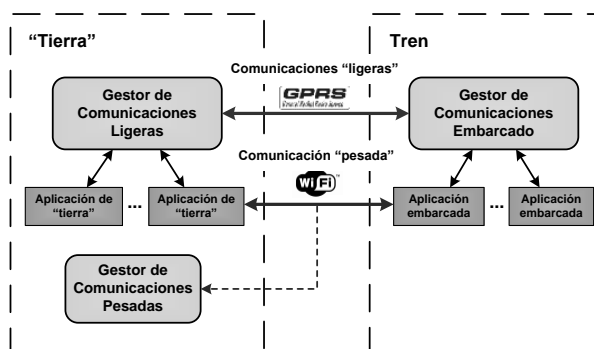 “Tierra”
Tren
Comunicaciones “ligeras”
GPRS
Gestor de
Comunicaciones
Ligeras
Gestor de
Comunicaciones
Embarcado
Comunicación “pesada”
WiFi
Aplicación de
“tierra”
...
Aplicación de
“tierra”
Aplicación
embarcada
...
Aplicación
embarcada
Gestor de
Comunicaciones
Pesadas